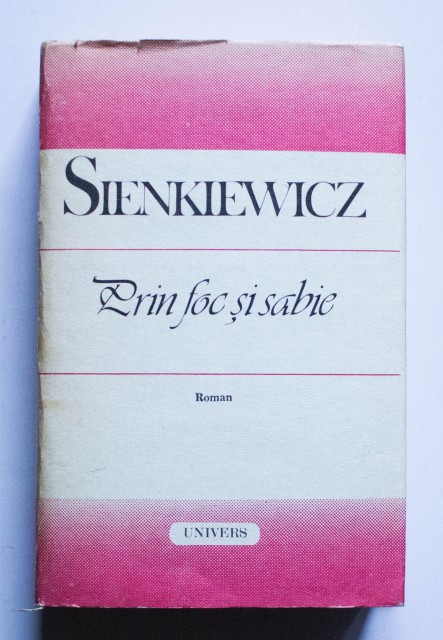 SIENKIEWICZ
Prin foc și sabie
Roman
UNIVERS